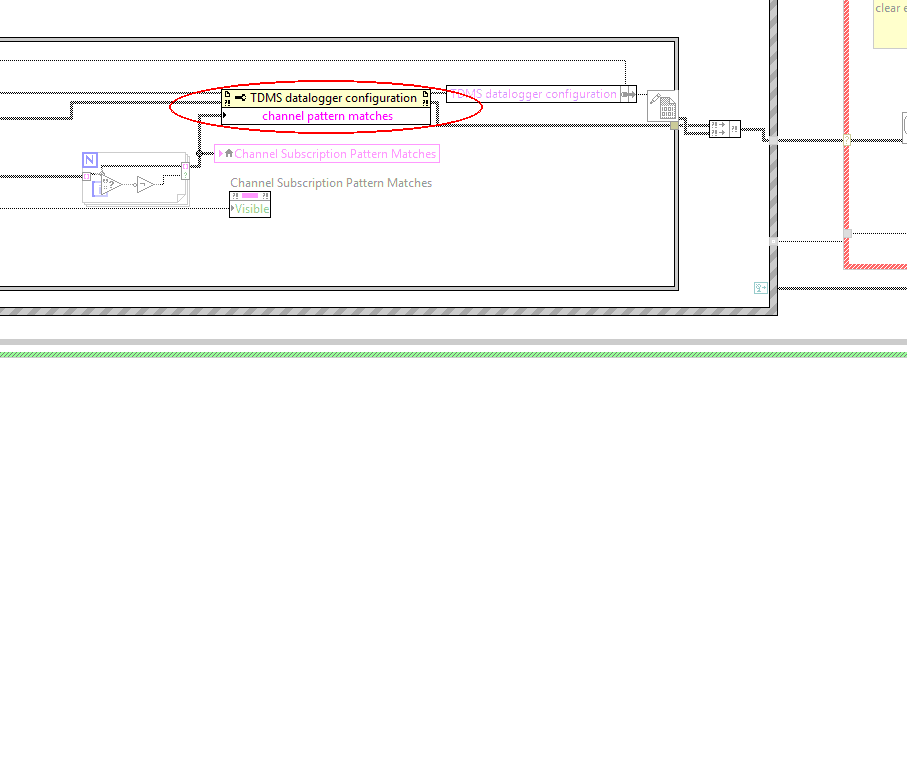 clear e
TDMS datalogger configuration
TDMS datalogger configuration
channel pattern matches
N
Channel Subscription Pattern Matches
Channel Subscription Pattern Matches
Visible